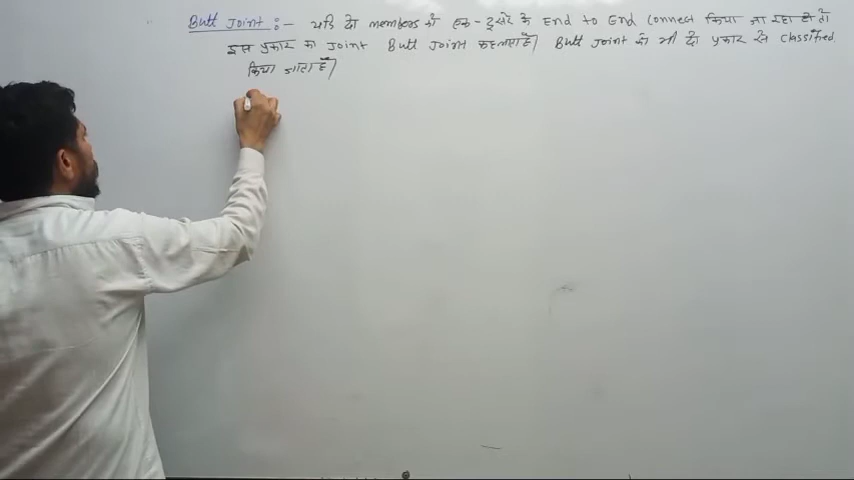 Butt Joint :- यदि दो members को एक-दूसरे के End to End Connect किया जा रहा हो तो
इस प्रकार का Joint Butt Joint कहलाता है। Butt Joint को भी दो प्रकार से Classified
किया जाता है।